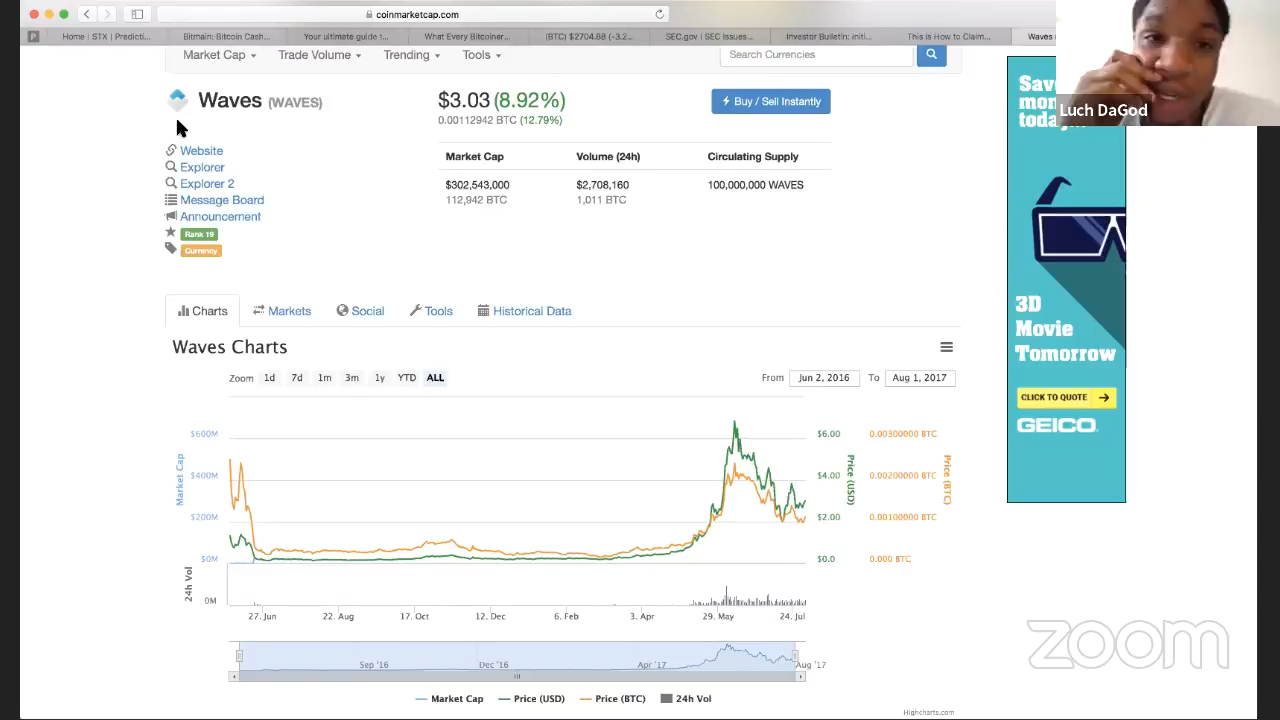 coinmarketcap.com
Home | STX | Predicti... Bitmain: Bitcoin Cash... Your ultimate guide t... What Every Bitcoiner... (BTC) $2704.88 (-3.2... SEC.gov | SEC Issues... Investor Bulletin: Initi... This is How to Claim... Waves
Market Cap Trade Volume Trending Tools Search Currencies
Waves (WAVES) $3.03 (8.92%) Buy / Sell Instantly
0.00112942 BTC (12.79%)
Website
Explorer
Explorer 2
Message Board
Announcement
Rank 19
Currency
Market Cap Volume (24h) Circulating Supply
$302,543,000 $2,708,160 100,000,000 WAVES
112,942 BTC 1,011 BTC
Charts Markets Social Tools Historical Data
Waves Charts
Zoom 1d 7d 1m 3m 1y YTD ALL From Jun 2, 2016 To Aug 1, 2017
$600M $6.00 0.00300000 BTC
$400M $4.00 0.00200000 BTC
$200M $2.00 0.00100000 BTC
$0M $0.0 0.000 BTC
Market Cap
Price (USD)
Price (BTC)
24h Vol
0M
27. Jun 22. Aug 17. Oct 12. Dec 6. Feb 3. Apr 29. May 24. Jul
Sep '16 Dec '16 Apr '17 Aug '17
Market Cap Price (USD) Price (BTC) 24h Vol
Highcharts.com
Luch DaGod
Save
mon
today
3D
Movie
Tomorrow
CLICK TO QUOTE
GEICO.
zoom